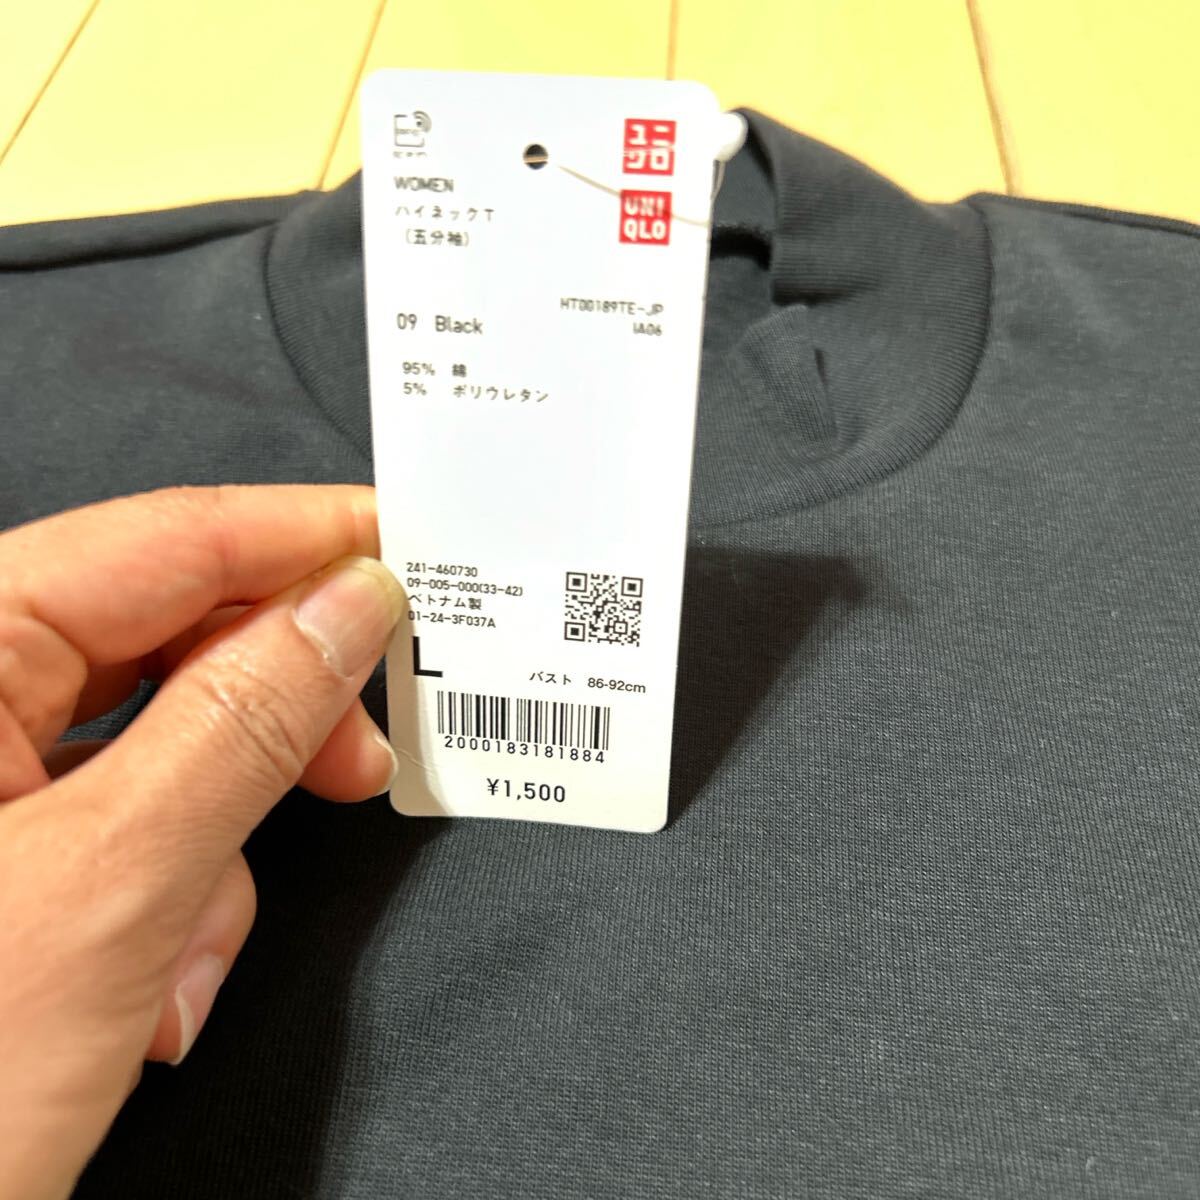 ユニ
クロ
UNI
QLO
WOMEN
ハイネックT
(五分袖)
HT00189TE-JP
IA06
09 Black
95% 綿
5% ポリウレタン
241-460730
09-005-000(33-42)
ベトナム製
01-24-3F037A
L
バスト 86-92cm
2000183181884
¥1,500